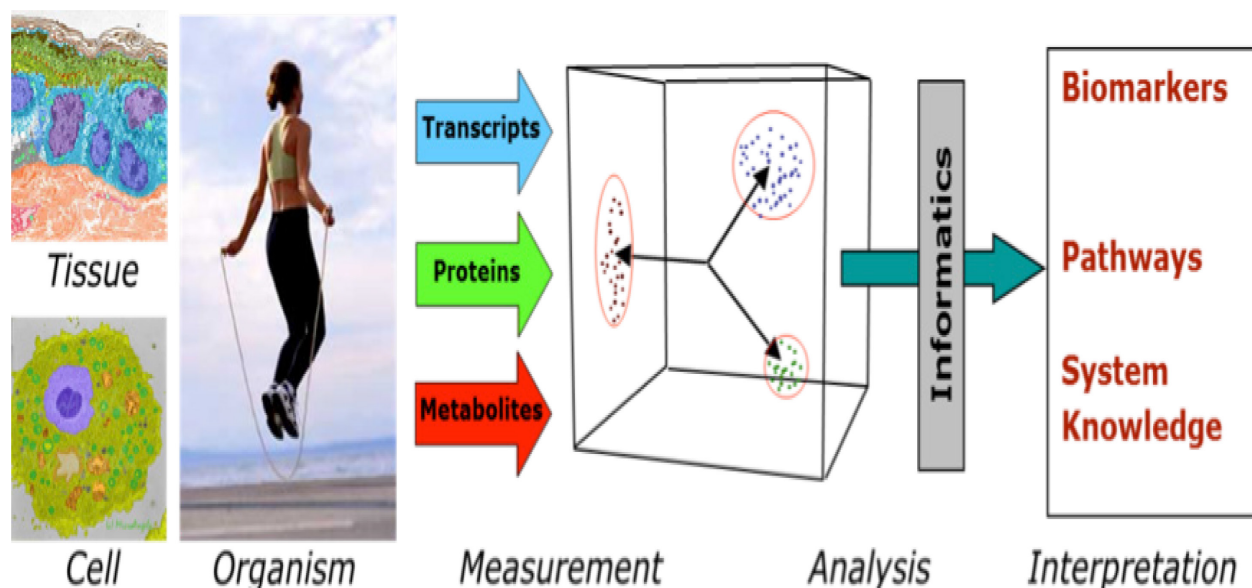 Tissue
Cell
Organism
Transcripts
Proteins
Metabolites
Measurement
Analysis
Informatics
Biomarkers
Pathways
System
Knowledge
Interpretation